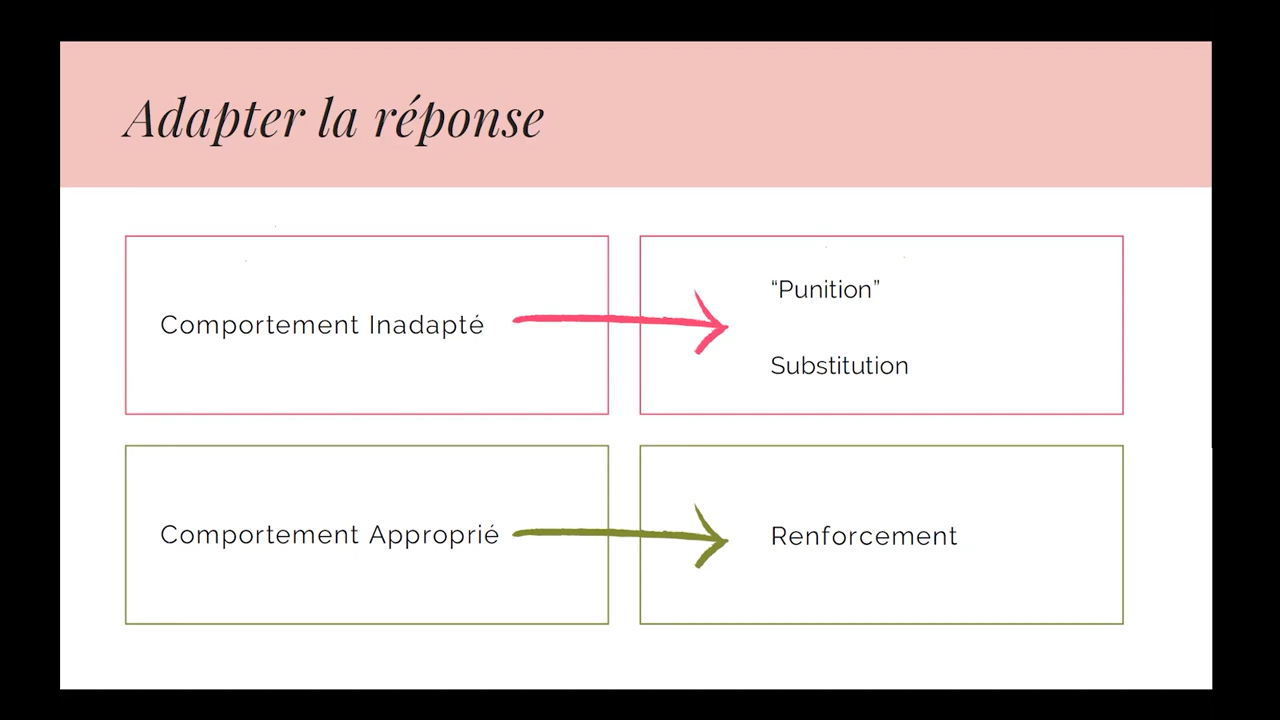 Adapter la réponse
Comportement Inadapté
“Punition”
Substitution
Comportement Approprié
Renforcement